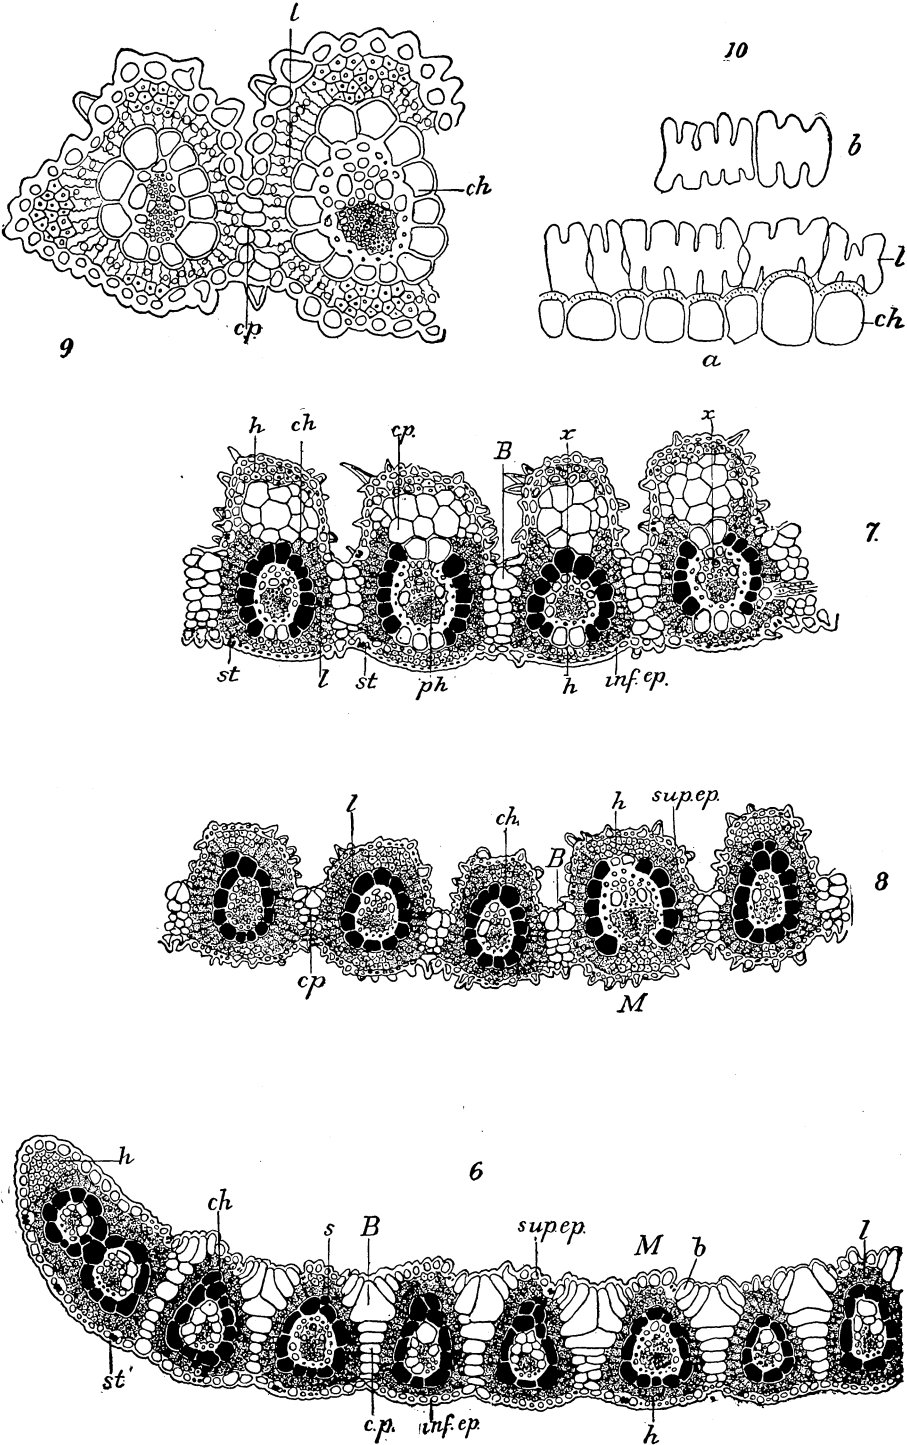 l
10
b
ch
l
ch
cp.
9
a
h ch cp. B x x
7.
st l st ph h inf. ep.
l ch. B h sup. ep.
8
cp M
h 6
ch s B sup. ep. M b l
st'
c.p. inf. ep. h